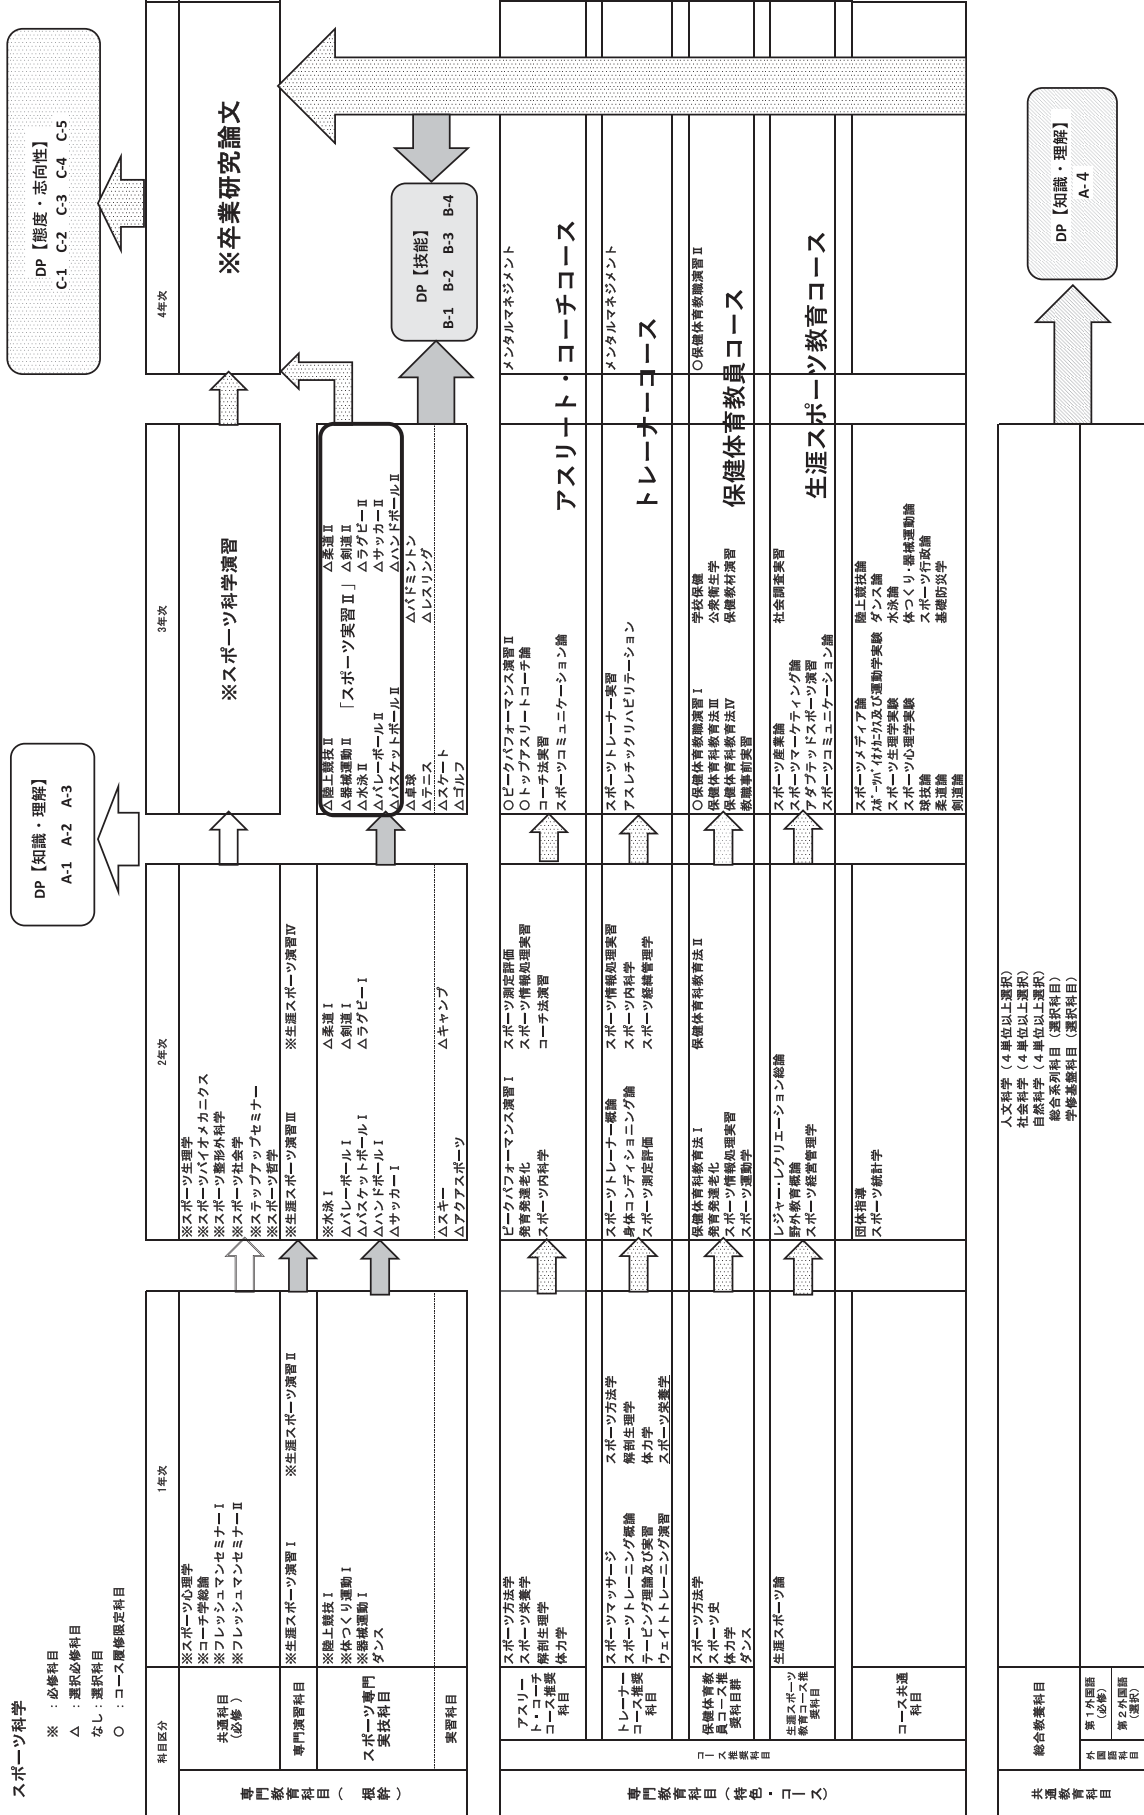 スポーツ科学
※ ：必修科目
△ ：選択必修科目
なし：選択科目
○ ：コース履修限定科目
DP【知識・理解】
A-1 A-2 A-3
DP【態度・志向性】
C-1 C-2 C-3 C-4 C-5
科目区分
1年次
2年次
3年次
4年次
専門教育科目（根幹）
共通科目
（必修）
※スポーツ心理学
※コーチ学総論
※フレッシュマンセミナーⅠ
※フレッシュマンセミナーⅡ
※スポーツ生理学
※スポーツバイオメカニクス
※スポーツ整形外科学
※スポーツ社会学
※ステップアップセミナー
※スポーツ哲学
※スポーツ科学演習
※卒業研究論文
専門演習科目
※生涯スポーツ演習Ⅰ
※生涯スポーツ演習Ⅱ
※生涯スポーツ演習Ⅲ
※生涯スポーツ演習Ⅳ
スポーツ専門
実技科目
※陸上競技Ⅰ
※体つくり運動Ⅰ
※器械運動Ⅰ
ダンス
※水泳Ⅰ
△バレーボールⅠ
△バスケットボールⅠ
△ハンドボールⅠ
△サッカーⅠ
△柔道Ⅰ
△剣道Ⅰ
△ラグビーⅠ
△陸上競技Ⅱ
△器械運動Ⅱ
△水泳Ⅱ
△バレーボールⅡ
△バスケットボールⅡ
「スポーツ実習Ⅱ」
△柔道Ⅱ
△剣道Ⅱ
△ラグビーⅡ
△サッカーⅡ
△ハンドボールⅡ
△卓球
△テニス
△バドミントン
△レスリング
実習科目
△スキー
△アクアスポーツ
△キャンプ
△スケート
△ゴルフ
DP【技能】
B-1 B-2 B-3 B-4
専門教育科目（特色・コース）
コース推奨科目
アスリー
ト・コーチ
コース推奨
科目
スポーツ方法学
スポーツ栄養学
解剖生理学
体力学
ピークパフォーマンス演習Ⅰ
発育発達老化
スポーツ内科学
スポーツ測定評価
スポーツ情報処理実習
コーチ法演習
○ピークパフォーマンス演習Ⅱ
○トップアスリートコーチ論
コーチ法実習
スポーツコミュニケーション論
メンタルマネジメント
アスリート・コーチコース
トレーナー
コース推奨
科目
スポーツマッサージ
スポーツトレーニング概論
テーピング理論及び実習
ウェイトトレーニング演習
スポーツ方法学
解剖生理学
体力学
スポーツ栄養学
スポーツトレーナー概論
身体コンディショニング論
スポーツ測定評価
スポーツ情報処理実習
スポーツ内科学
スポーツ経緯管理学
スポーツトレーナー実習
アスレチックリハビリテーション
メンタルマネジメント
トレーナーコース
保健体育教
員コース推
奨科目群
スポーツ方法学
スポーツ史
体力学
ダンス
保健体育科教育法Ⅰ
発育発達老化
スポーツ情報処理実習
スポーツ運動学
保健体育科教育法Ⅱ
○保健体育教職演習Ⅰ
保健体育科教育法Ⅲ
保健体育科教育法Ⅳ
教職事前実習
学校保健
公衆衛生学
保健教材演習
○保健体育教職演習Ⅱ
保健体育教員コース
生涯スポーツ
教育コース推
奨科目
生涯スポーツ論
レジャー・レクリエーション総論
野外教育概論
スポーツ経営管理学
スポーツ産業論
スポーツマーケティング論
アダプテッドスポーツ演習
スポーツコミュニケーション論
社会調査実習
生涯スポーツ教育コース
コース共通
科目
団体指導
スポーツ統計学
スポーツメディア論
ｽﾎﾟｰﾂﾊﾞｲｵﾒｶﾆｸｽ及び運動学実験
スポーツ生理学実験
スポーツ心理学実験
球技論
柔道論
剣道論
陸上競技論
ダンス論
水泳論
体つくり・器械運動論
スポーツ行政論
基礎防災学
共通教育科目
総合教養科目
人文科学（４単位以上選択）
社会科学（４単位以上選択）
自然科学（４単位以上選択）
総合系列科目（選択科目）
学修基盤科目（選択科目）
外国語科目
第１外国語
（必修）
第２外国語
（選択）
DP【知識・理解】
A-4